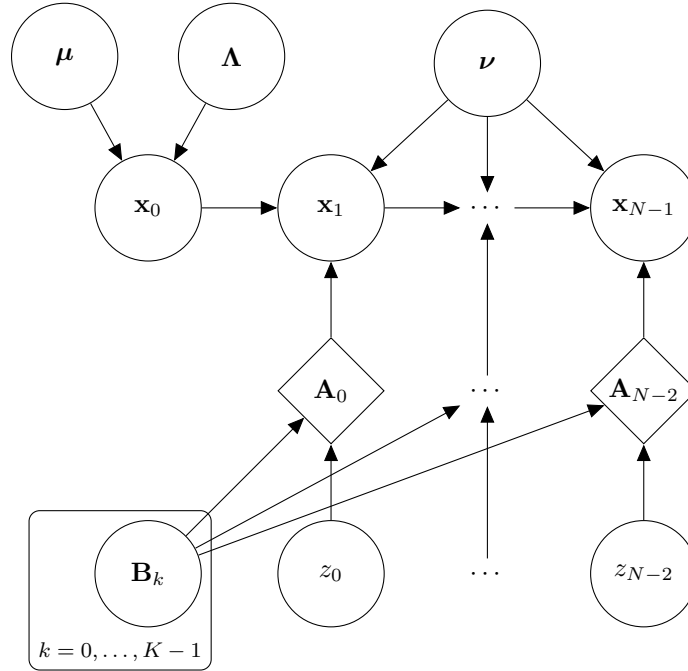 μ Λ ν
x₀ x₁ ⋯ x_{N−1}
A₀ ⋯ A_{N−2}
B_k z₀ ⋯ z_{N−2}
k = 0, …, K − 1